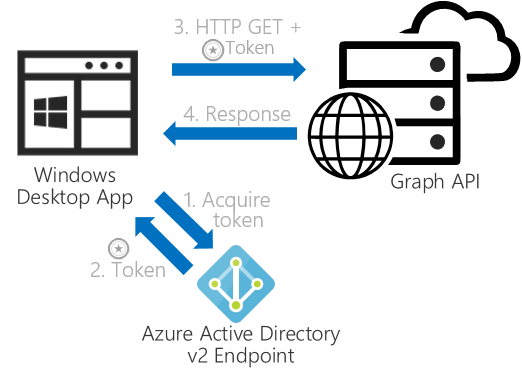 3. HTTP GET +
Token
4. Response
Windows
Desktop App
Graph API
1. Acquire
token
2. Token
Azure Active Directory
v2 Endpoint